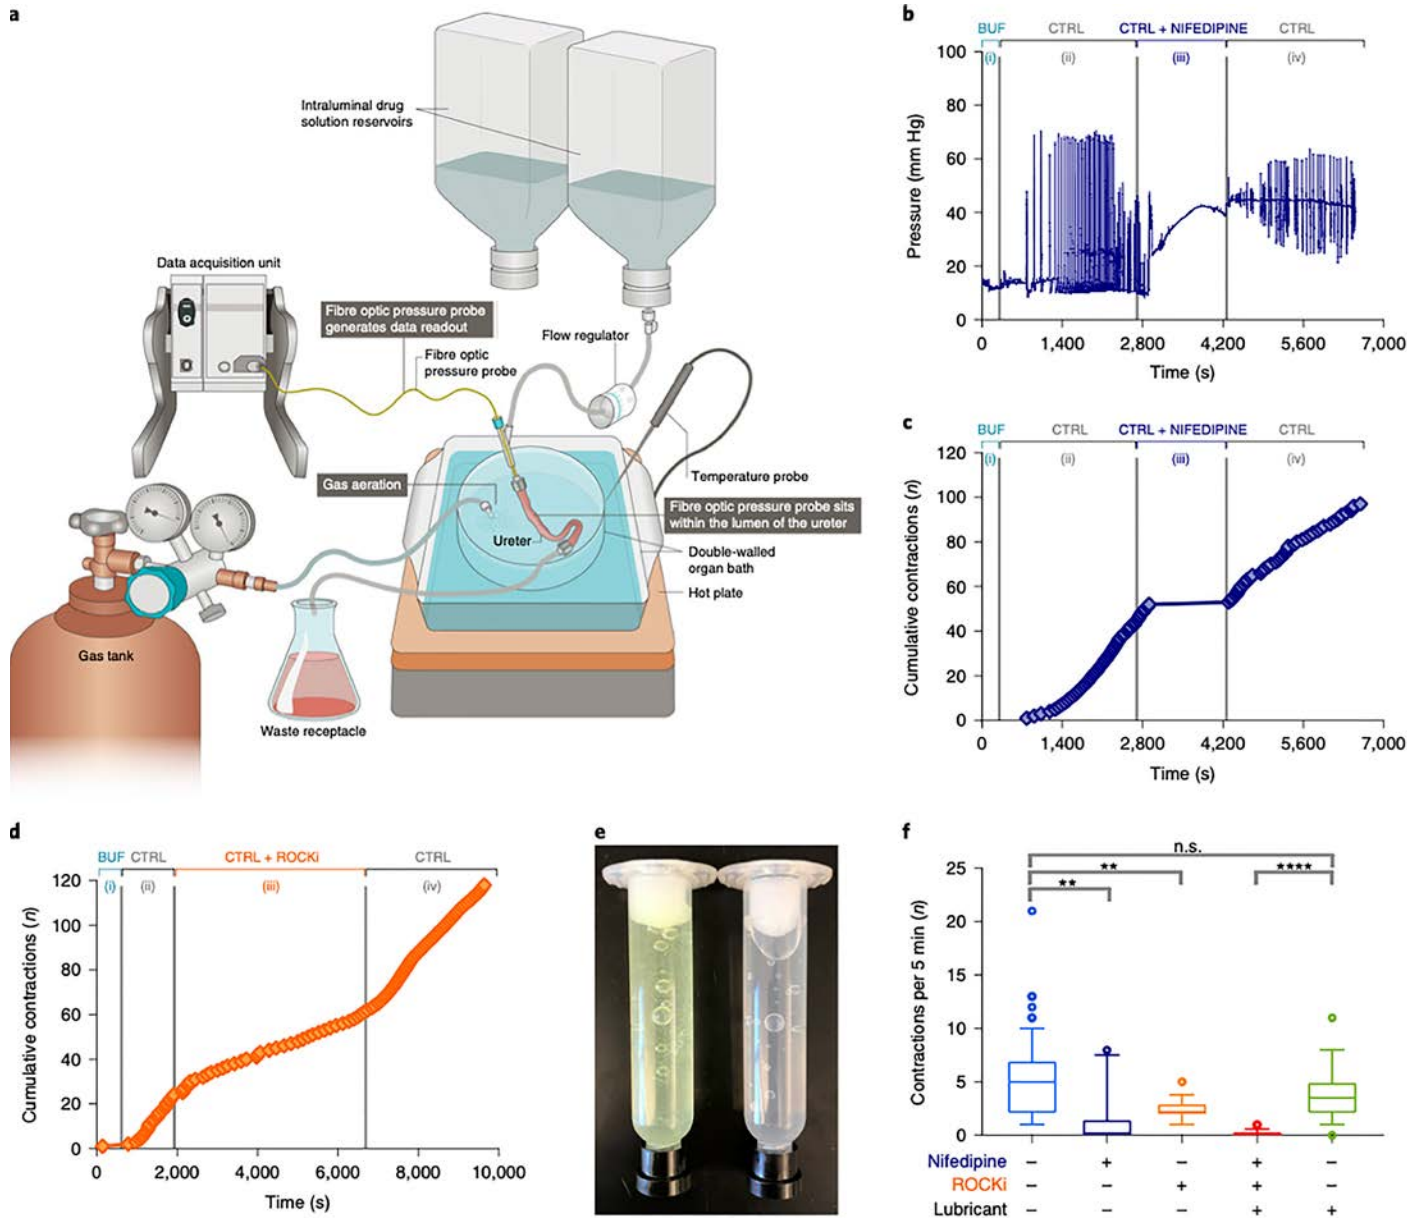 a
Intraluminal drug
solution reservoirs
Data acquisition unit
Fibre optic pressure probe
generates data readout
Fibre optic
pressure probe
Flow regulator
Gas aeration
Temperature probe
Fibre optic pressure probe sits
within the lumen of the ureter
Ureter
Double-walled
organ bath
Hot plate
Gas tank
Waste receptacle
b
BUF CTRL CTRL + NIFEDIPINE CTRL
(i) (ii) (iii) (iv)
Pressure (mm Hg)
100
80
60
40
20
0
0 1,400 2,800 4,200 5,600 7,000
Time (s)
c
BUF CTRL CTRL + NIFEDIPINE CTRL
(i) (ii) (iii) (iv)
Cumulative contractions (n)
120
100
80
60
40
20
0
0 1,400 2,800 4,200 5,600 7,000
Time (s)
d
BUF CTRL CTRL + ROCKi CTRL
(i) (ii) (iii) (iv)
Cumulative contractions (n)
120
100
80
60
40
20
0
0 2,000 4,000 6,000 8,000 10,000
Time (s)
e
f
n.s.
** ****
**
Contractions per 5 min (n)
25
20
15
10
5
0
Nifedipine – + – + –
ROCKi – – + + –
Lubricant – – – + +